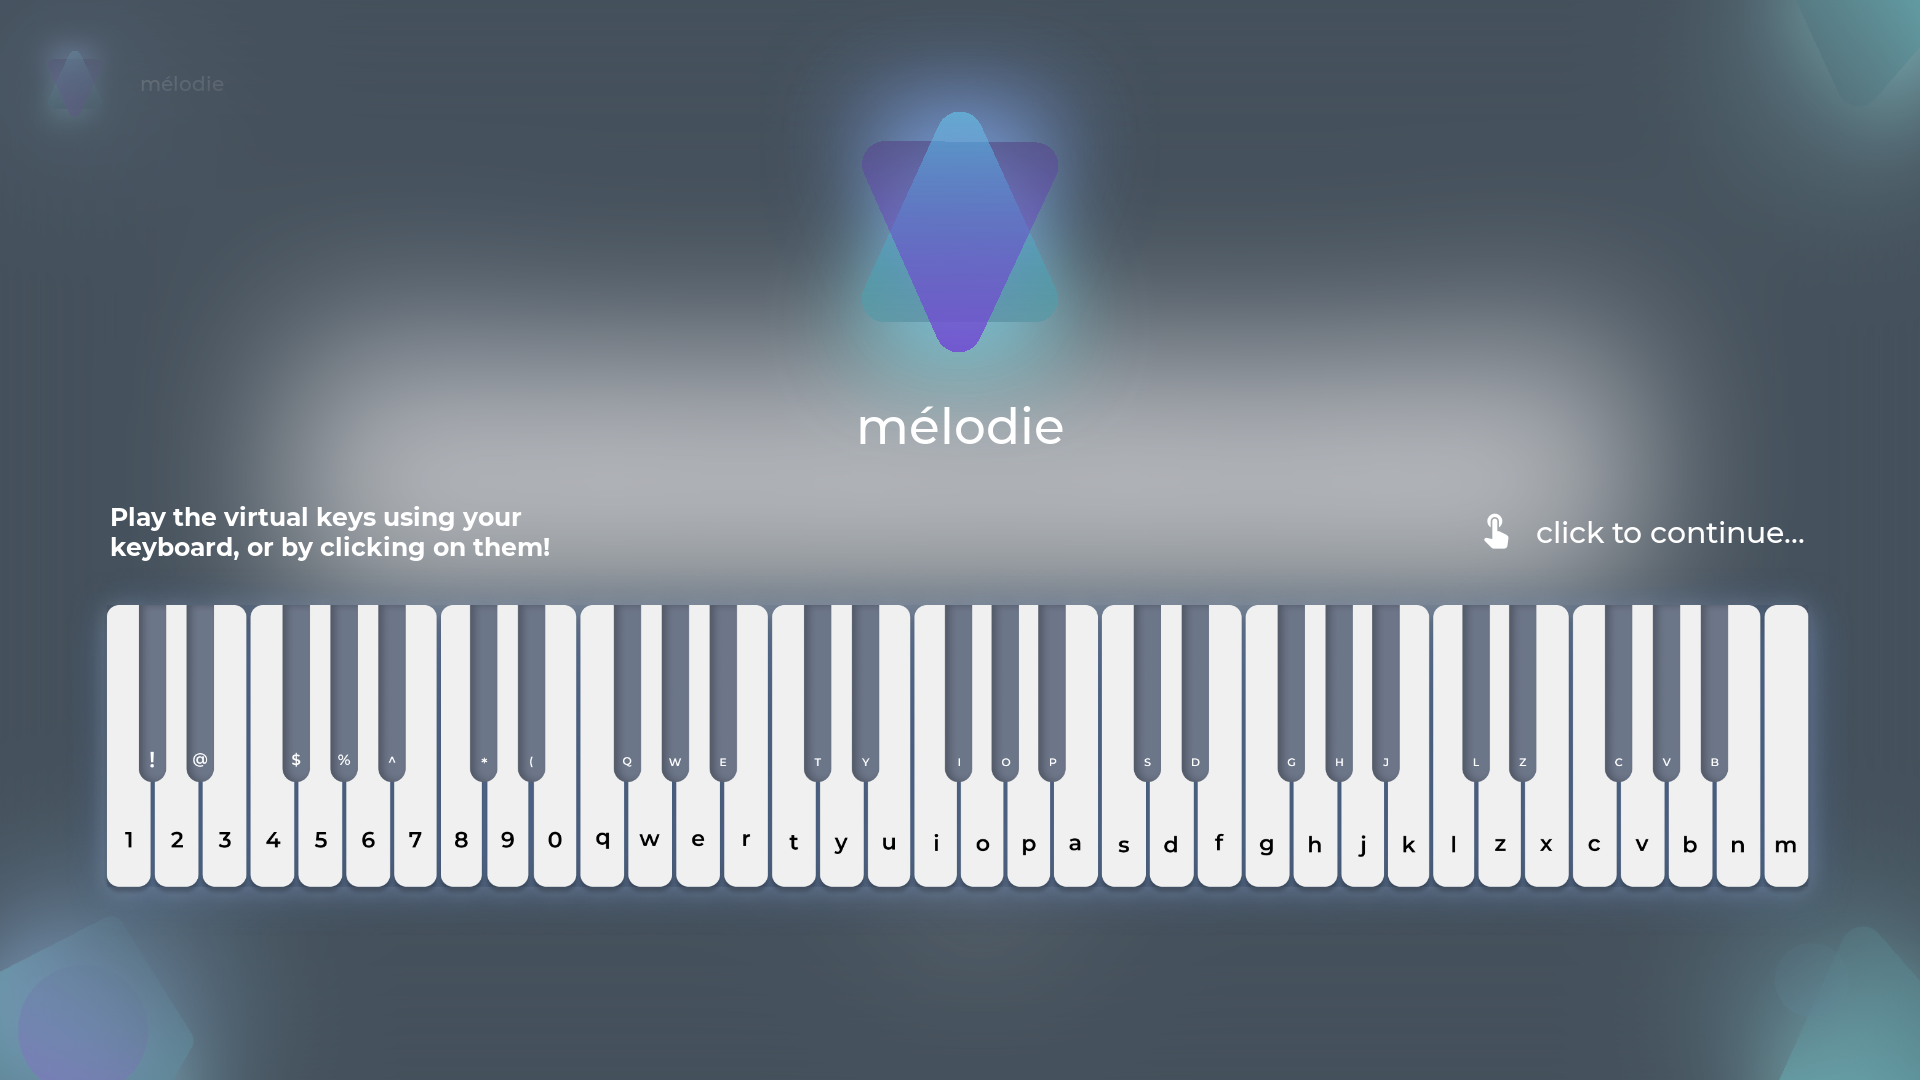 mélodie
mélodie
Play the virtual keys using your
keyboard, or by clicking on them!
click to continue...
! @ $ % ^ * ( Q W E T Y I O P S D G H J L Z C V B
1 2 3 4 5 6 7 8 9 0 q w e r t y u i o p a s d f g h j k l z x c v b n m